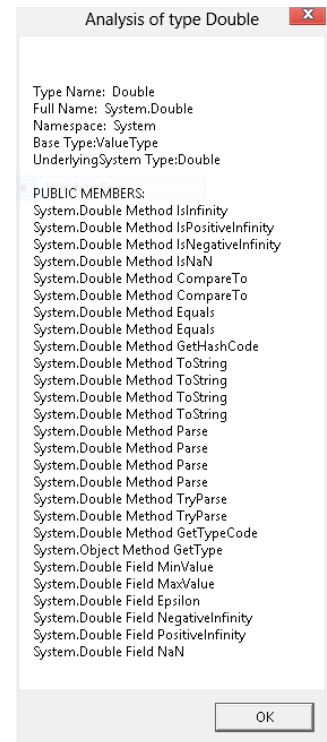 Analysis of type Double
X
Type Name: Double
Full Name: System.Double
Namespace: System
Base Type:ValueType
UnderlyingSystem Type:Double
PUBLIC MEMBERS:
System.Double Method IsInfinity
System.Double Method IsPositiveInfinity
System.Double Method IsNegativeInfinity
System.Double Method IsNaN
System.Double Method CompareTo
System.Double Method CompareTo
System.Double Method Equals
System.Double Method Equals
System.Double Method GetHashCode
System.Double Method ToString
System.Double Method ToString
System.Double Method ToString
System.Double Method ToString
System.Double Method Parse
System.Double Method Parse
System.Double Method Parse
System.Double Method Parse
System.Double Method TryParse
System.Double Method TryParse
System.Double Method GetTypeCode
System.Object Method GetType
System.Double Field MinValue
System.Double Field MaxValue
System.Double Field Epsilon
System.Double Field NegativeInfinity
System.Double Field PositiveInfinity
System.Double Field NaN
OK